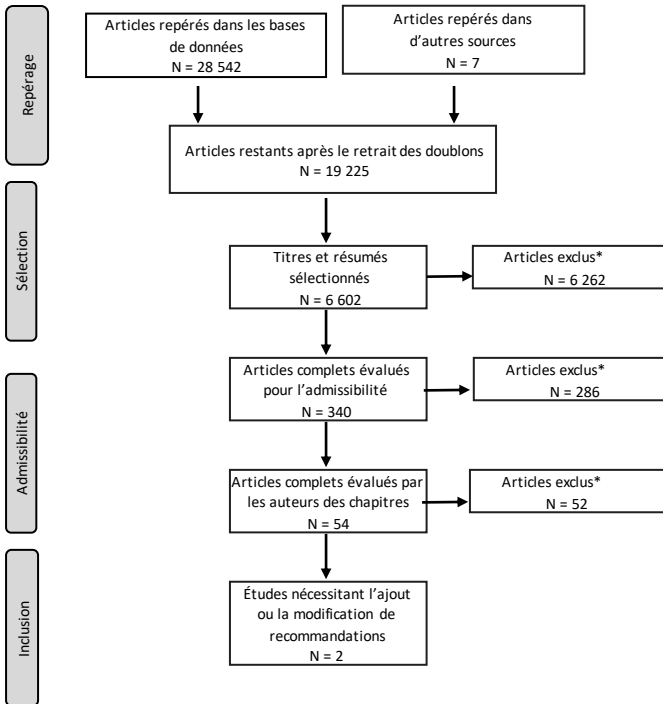 Repérage
Articles repérés dans les bases
de données
N = 28 542
Articles repérés dans
d'autres sources
N = 7
Articles restants après le retrait des doublons
N = 19 225
Sélection
Titres et résumés
sélectionnés
N = 6 602
Articles exclus*
N = 6 262
Admissibilité
Articles complets évalués
pour l'admissibilité
N = 340
Articles exclus*
N = 286
Articles complets évalués par
les auteurs des chapitres
N = 54
Articles exclus*
N = 52
Inclusion
Études nécessitant l'ajout
ou la modification de
recommandations
N = 2